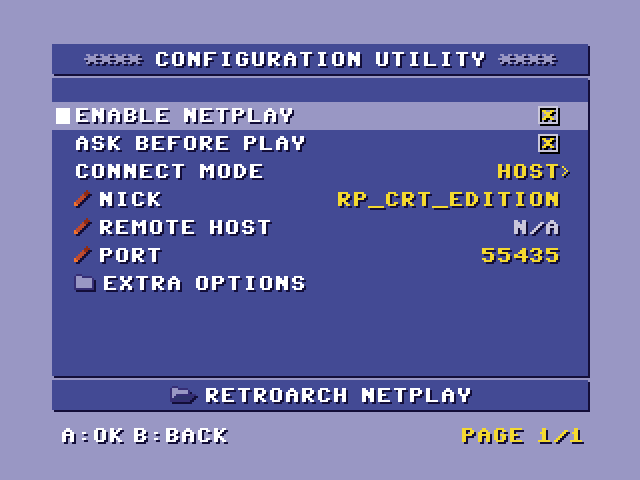 **** CONFIGURATION UTILITY ****
ENABLE NETPLAY
ASK BEFORE PLAY
CONNECT MODE HOST>
NICK RP_CRT_EDITION
REMOTE HOST N/A
PORT 55435
EXTRA OPTIONS
RETROARCH NETPLAY
A:OK B:BACK PAGE 1/1